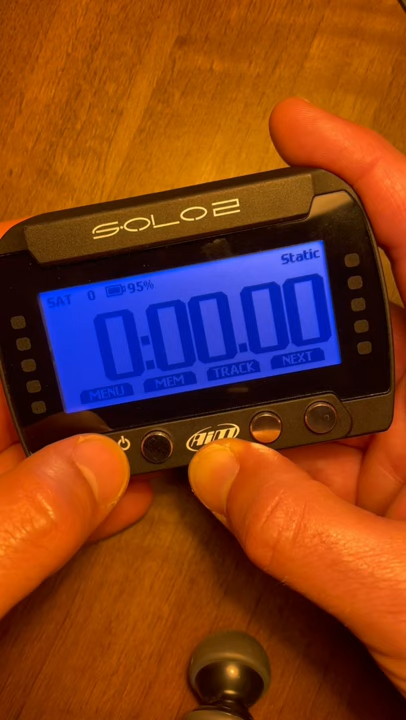 SOLO2
Static
SAT 0 95%
0:00.00
MENU MEM TRACK NEXT
AiM